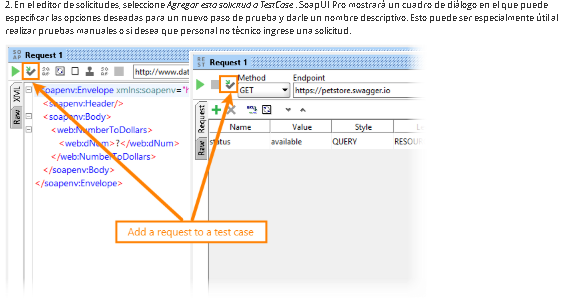 2. En el editor de solicitudes, seleccione Agregar esta solicitud a TestCase . SoapUI Pro mostrará un cuadro de diálogo en el que puede
especificar las opciones deseadas para un nuevo paso de prueba y darle un nombre descriptivo. Esto puede ser especialmente útil al
realizar pruebas manuales o si desea que personal no técnico ingrese una solicitud.
SO AP Request 1
http://www.dat
XML
Raw
soapenv:Envelope xmlns:soapenv="h
<soapenv:Header/>
<soapenv:Body>
<web:NumberToDollars>
<web:dNum>?</web:dNum>
</web:NumberToDollars>
</soapenv:Body>
</soapenv:Envelope>
REST Request 1
Method Endpoint
GET https://petstore.swagger.io
Request
Raw
Name Value Style
status available QUERY RESOUR
Add a request to a test case